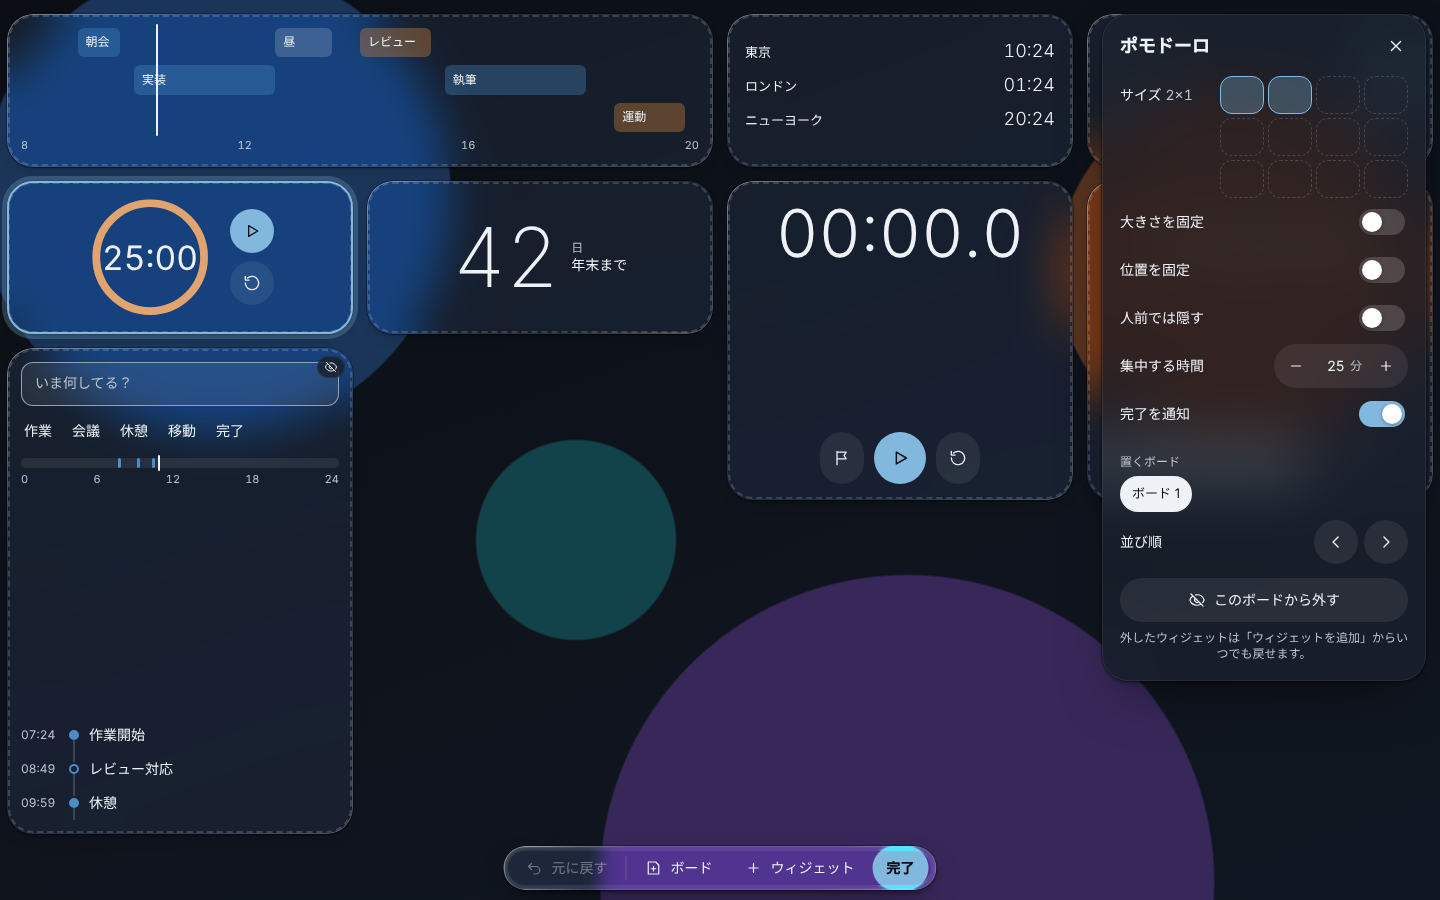 朝会
昼
レビュー
実装
執筆
運動
8
12
16
20
東京 10:24
ロンドン 01:24
ニューヨーク 20:24
25:00
42
日
年末まで
00:00.0
いま何してる？
作業 会議 休憩 移動 完了
0 6 12 18 24
07:24 作業開始
08:49 レビュー対応
09:59 休憩
ポモドーロ
サイズ 2×1
大きさを固定
位置を固定
人前では隠す
集中する時間 − 25 分 +
完了を通知
置くボード
ボード 1
並び順
このボードから外す
外したウィジェットは「ウィジェットを追加」からい
つでも戻せます。
元に戻す ボード + ウィジェット 完了